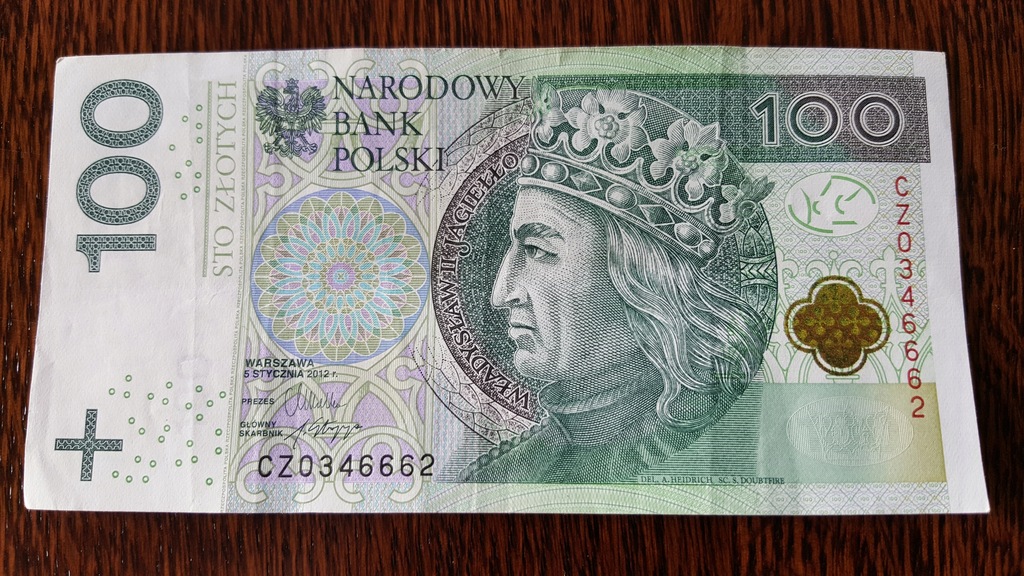 100
STO ZŁOTYCH
NARODOWY
BANK
POLSKI
WŁADYSŁAW II JAGIEŁŁO
100
CZ0346662
WARSZAWA
5 STYCZNIA 2012 r.
PREZES
GŁÓWNY
SKARBNIK
CZ0346662
DEL. A. HEIDRICH SC. S. DOUBTFIRE